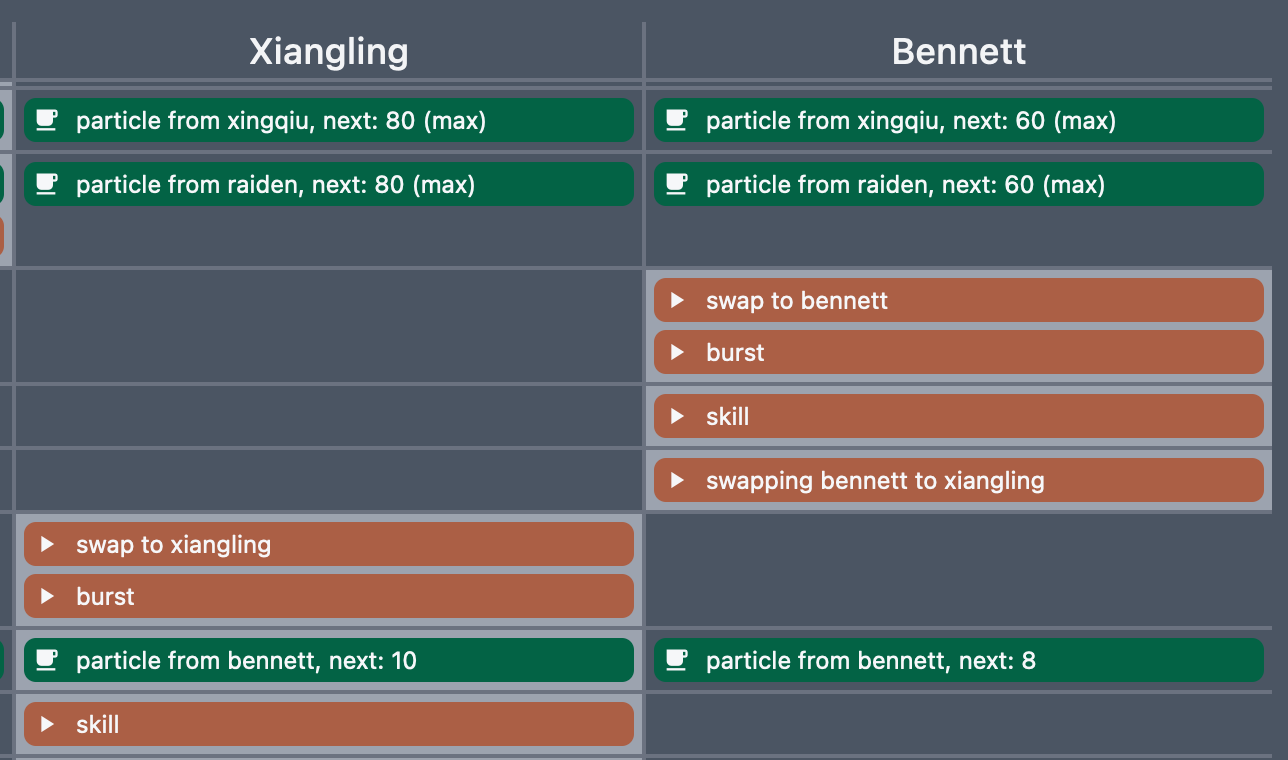 Xiangling
Bennett
particle from xingqiu, next: 80 (max)
particle from xingqiu, next: 60 (max)
particle from raiden, next: 80 (max)
particle from raiden, next: 60 (max)
swap to bennett
burst
skill
swapping bennett to xiangling
swap to xiangling
burst
particle from bennett, next: 10
particle from bennett, next: 8
skill